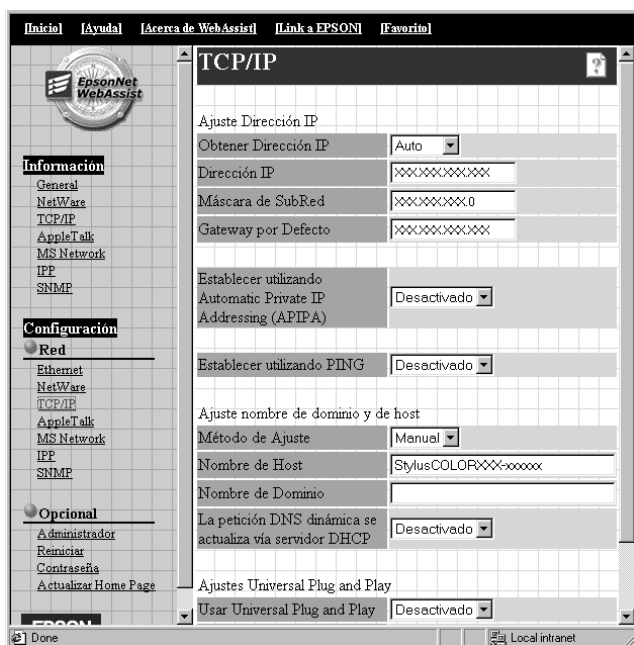 [Inicio] [Ayuda] [Acerca de WebAssist] [Link a EPSON] [Favorito]
EpsonNet
WebAssist
Información
General
NetWare
TCP/IP
AppleTalk
MS Network
IPP
SNMP
Configuración
Red
Ethernet
NetWare
TCP/IP
AppleTalk
MS Network
IPP
SNMP
Opcional
Administrador
Reiniciar
Contraseña
Actualizar Home Page
EPSON
TCP/IP
?
Ajuste Dirección IP
Obtener Dirección IP Auto
Dirección IP XXX.XXX.XXX.XXX
Máscara de SubRed XXX.XXX.XXX.0
Gateway por Defecto XXX.XXX.XXX.XXX
Establecer utilizando
Automatic Private IP
Addressing (APIPA) Desactivado
Establecer utilizando PING Desactivado
Ajuste nombre de dominio y de host
Método de Ajuste Manual
Nombre de Host StylusCOLORXXX-xxxxxx
Nombre de Dominio
La petición DNS dinámica se
actualiza vía servidor DHCP Desactivado
Ajustes Universal Plug and Play
Usar Universal Plug and Play Desactivado
Done Local intranet